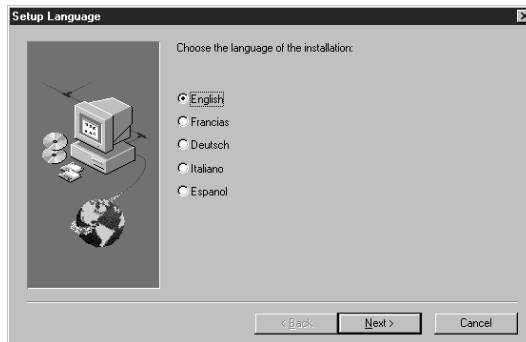 Setup Language
Choose the language of the installation:
English
Francias
Deutsch
Italiano
Espanol
< Back
Next >
Cancel